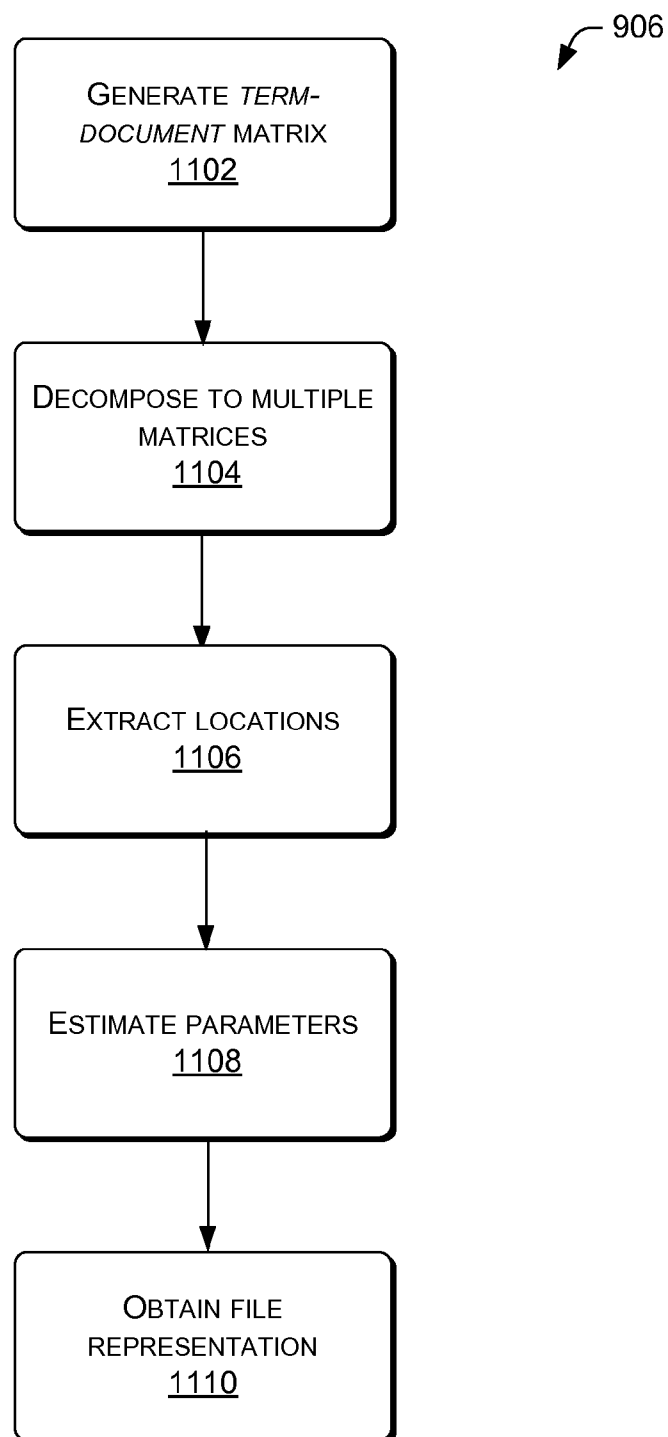 906
GENERATE TERM-
DOCUMENT MATRIX
1102
DECOMPOSE TO MULTIPLE
MATRICES
1104
EXTRACT LOCATIONS
1106
ESTIMATE PARAMETERS
1108
OBTAIN FILE
REPRESENTATION
1110